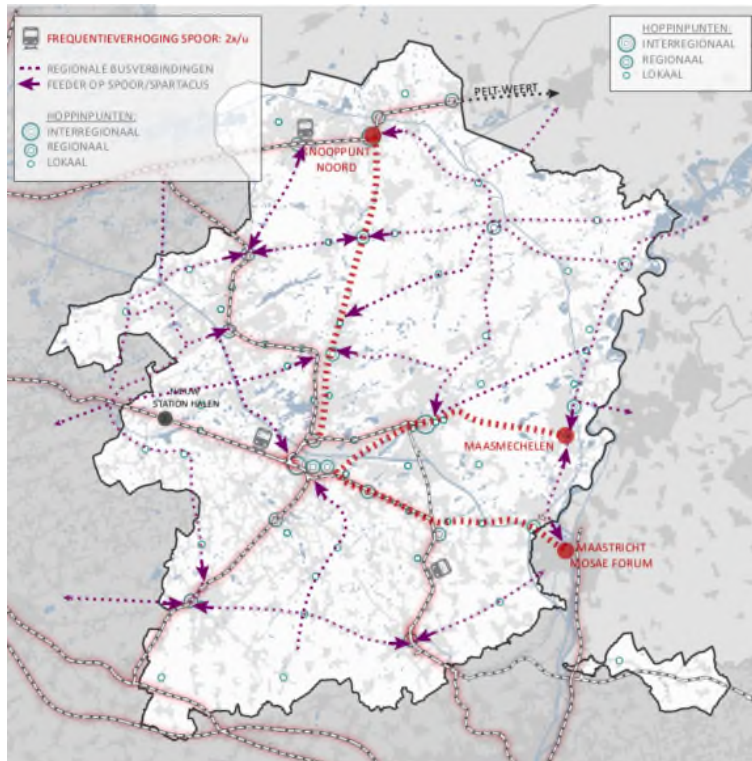 FREQUENTIEVERHOGING SPOOR: 2x/u
REGIONALE BUSVERBINDINGEN
FEEDER OP SPOOR/SPARTACUS
HOPPINPUNTEN:
INTERREGIONAAL
REGIONAAL
LOKAAL
HOPPINPUNTEN:
INTERREGIONAAL
REGIONAAL
LOKAAL
PELT-WEERT
KNOOPPUNT
NOORD
NIEUW
STATION HALEN
MAASMECHELEN
MAASTRICHT
MOSAE FORUM